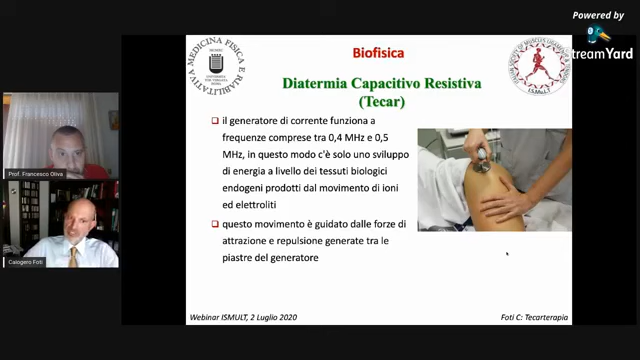 Powered by
StreamYard
MEDICINA FISICA E RIABILITATIVA
Biofisica
Diatermia Capacitivo Resistiva
(Tecar)
il generatore di corrente funziona a
frequenze comprese tra 0,4 MHz e 0,5
MHz, in questo modo c'è solo uno sviluppo
di energia a livello dei tessuti biologici
endogeni prodotti dal movimento di ioni
ed elettroliti
questo movimento è guidato dalle forze di
attrazione e repulsione generate tra le
piastre del generatore
Prof. Francesco Oliva
Calogero Foti
Webinar ISMULT, 2 Luglio 2020
Foti C: Tecarterapia